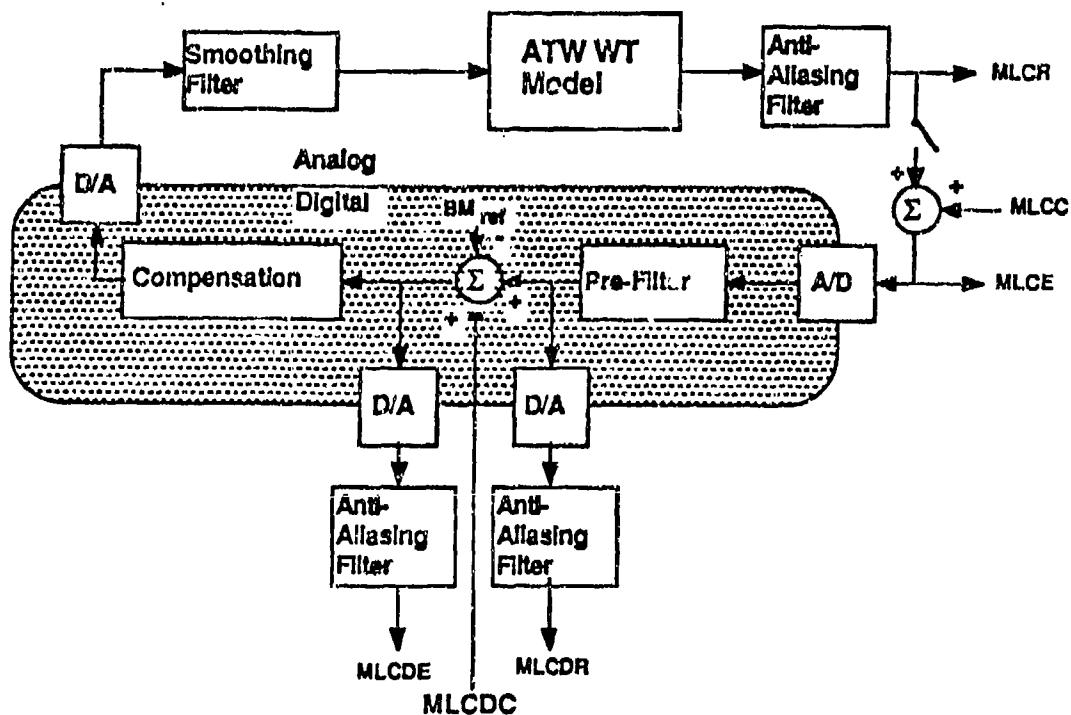 Smoothing
Filter
ATW WT
Model
Anti-
Aliasing
Filter
MLCR
D/A
Analog
Digital
BM ref
-
+
+
Σ
MLCC
Compensation
Σ
+
+
Pre-Filter
A/D
MLCE
D/A
D/A
Anti-
Aliasing
Filter
Anti-
Aliasing
Filter
MLCDE
MLCDR
MLCDC